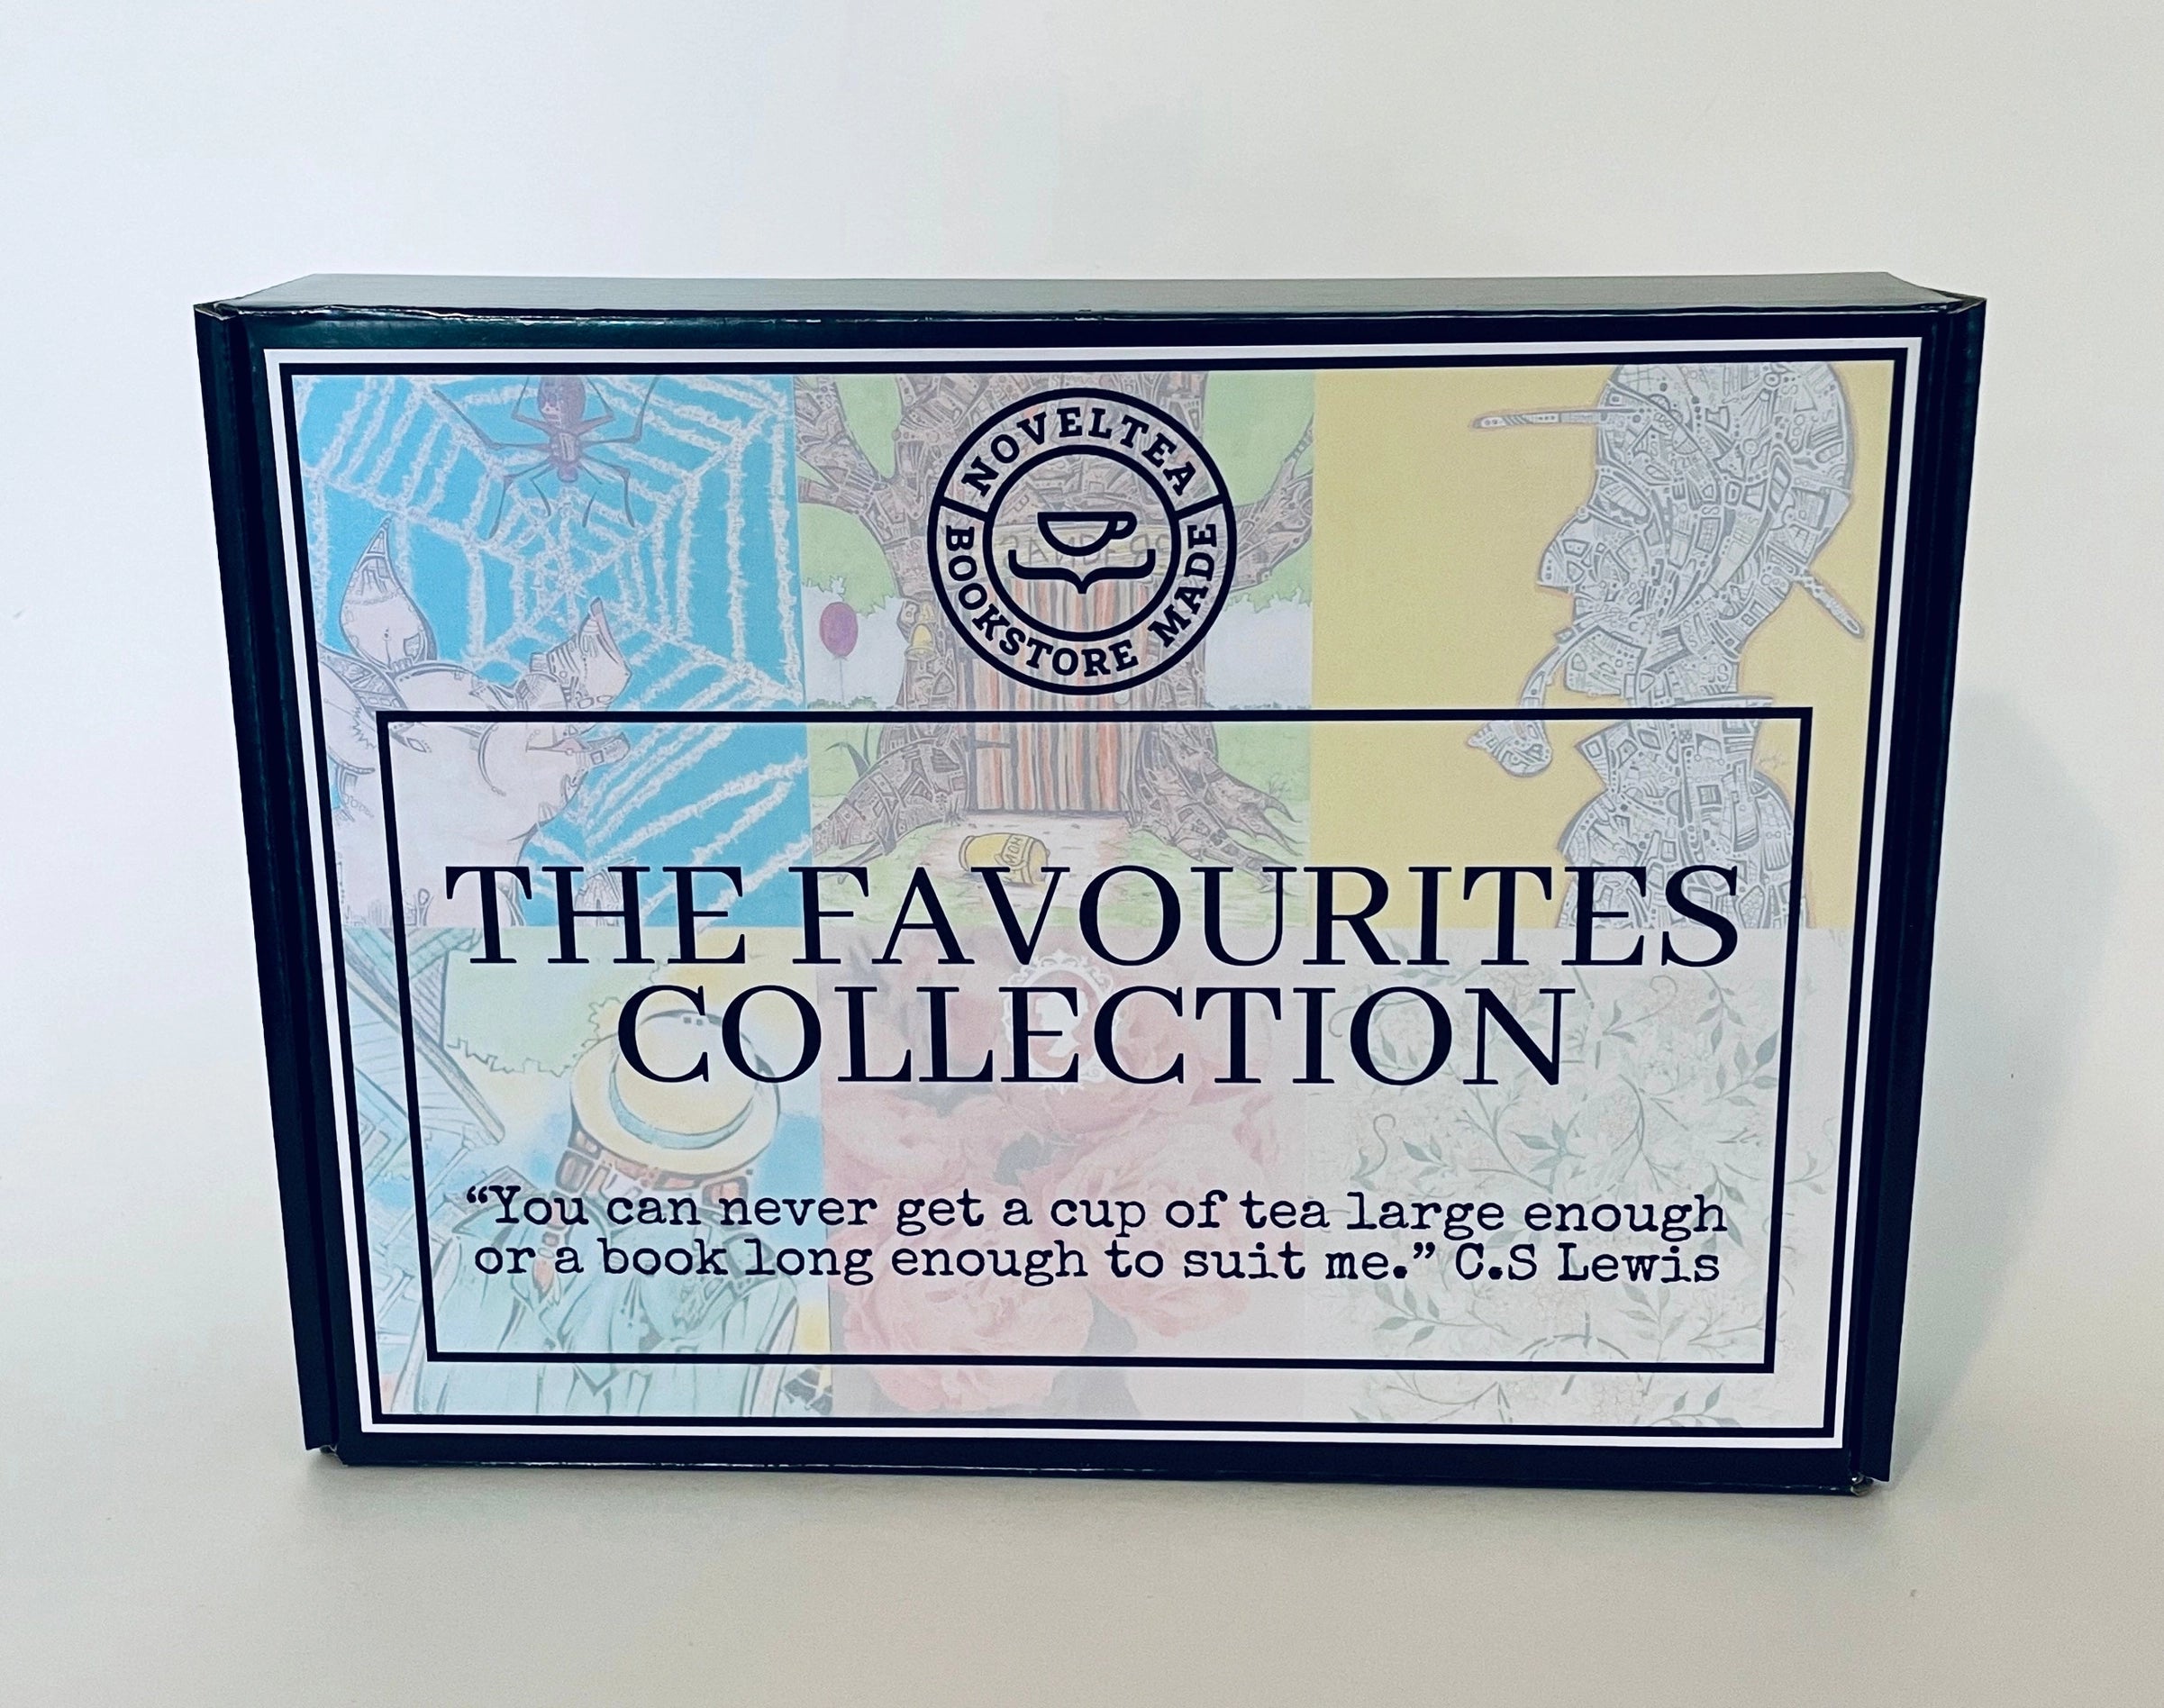 NOVELTEA
BOOKSTORE MADE
THE FAVOURITES
COLLECTION
“You can never get a cup of tea large enough
or a book long enough to suit me.” C.S Lewis